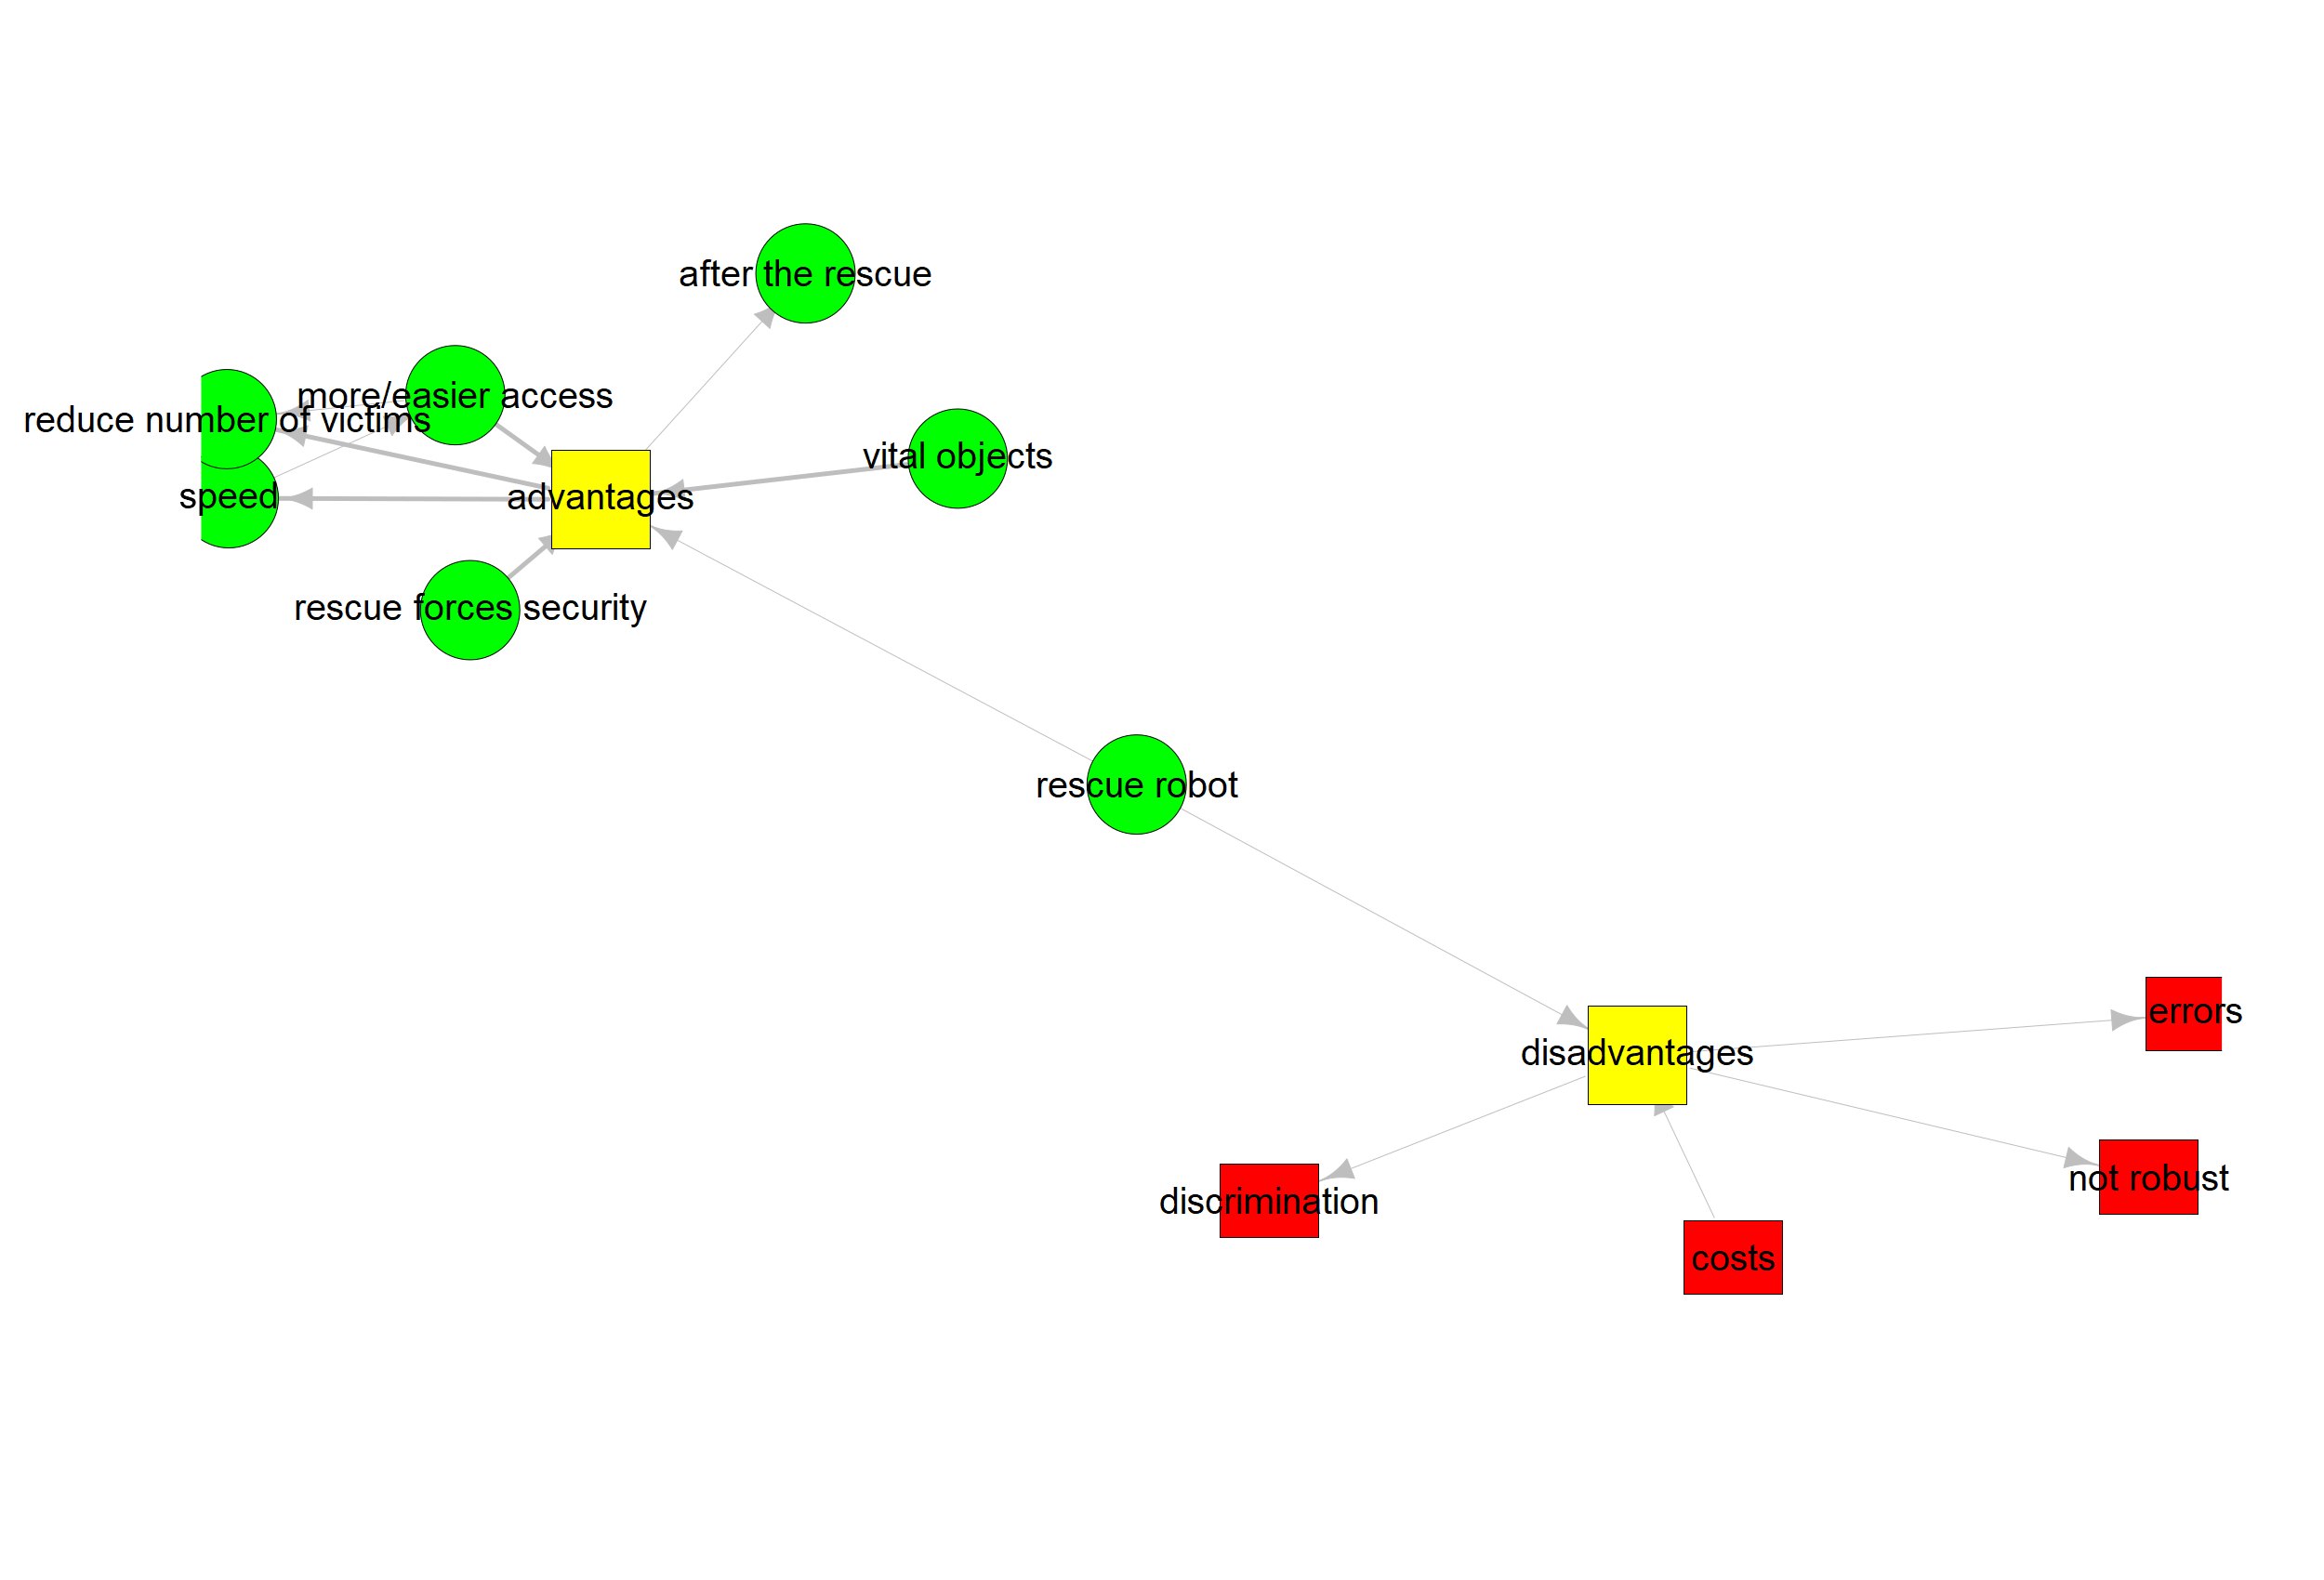 after the rescue
more/easier access
reduce number of victims
vital objects
speed
advantages
rescue forces security
rescue robot
errors
disadvantages
not robust
discrimination
costs